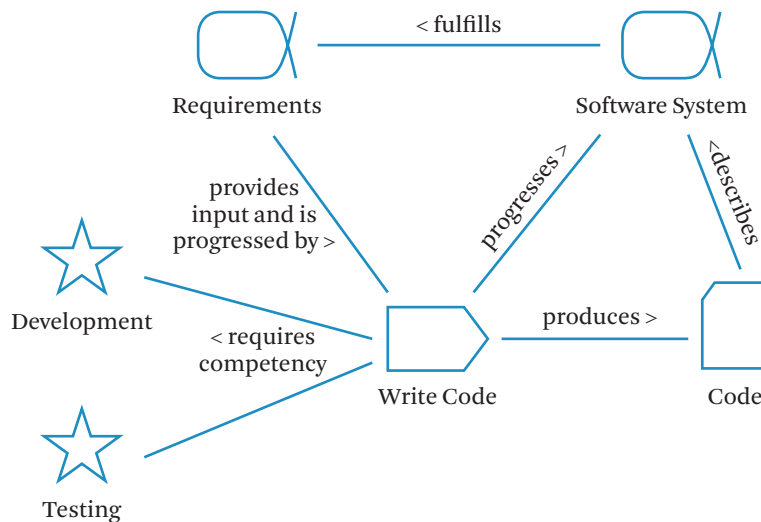 < fulfills
Requirements
Software System
provides
input and is
progressed by >
progresses >
<describes
Development
< requires
competency
produces >
Write Code
Code
Testing